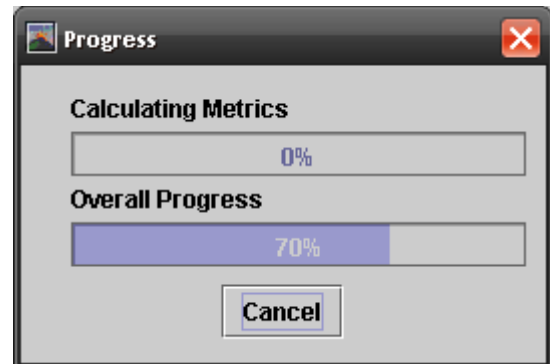 Progress
Calculating Metrics
0%
Overall Progress
70%
Cancel